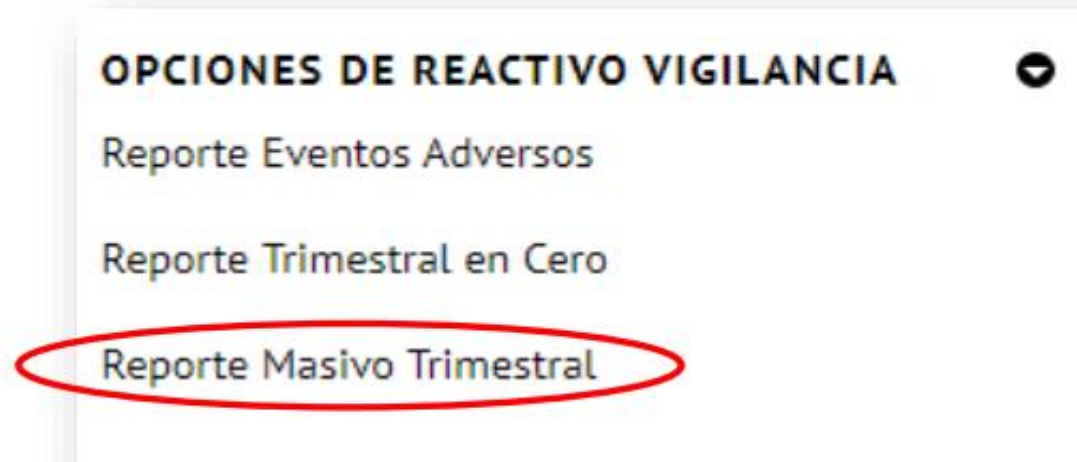 OPCIONES DE REACTIVO VIGILANCIA
Reporte Eventos Adversos
Reporte Trimestral en Cero
Reporte Masivo Trimestral